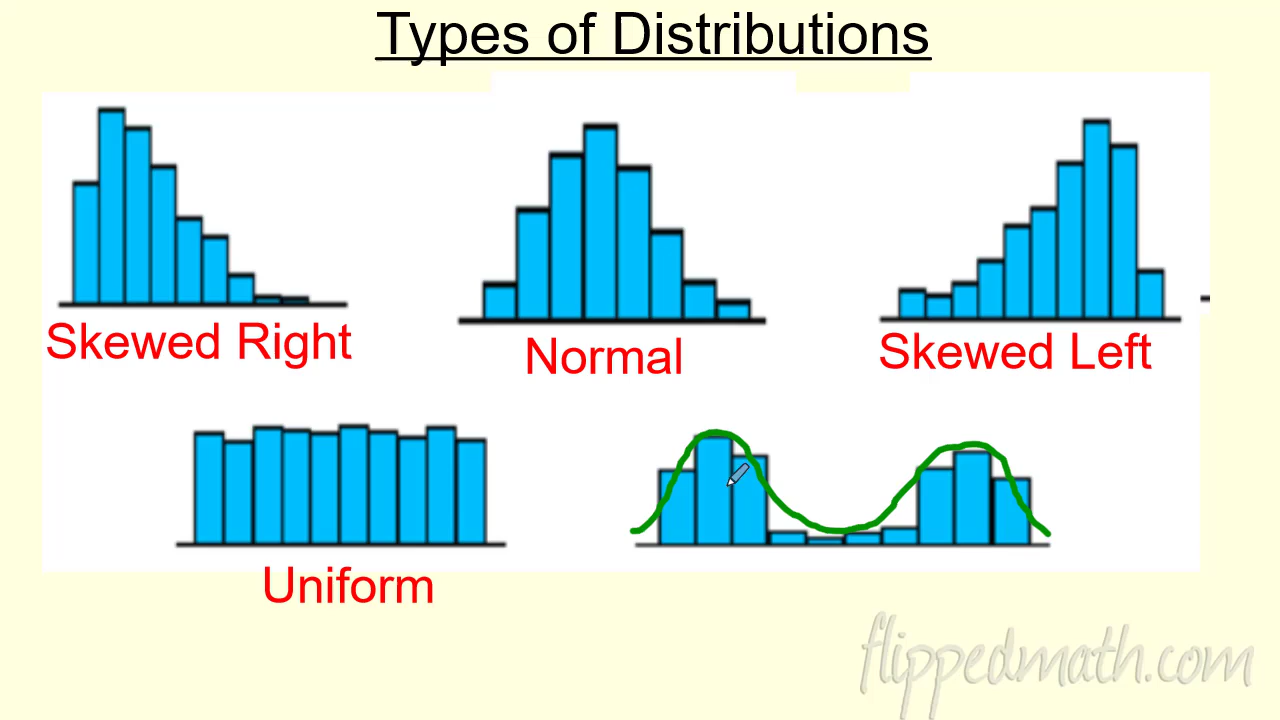 Types of Distributions
Skewed Right
Normal
Skewed Left
Uniform
flippedmath.com